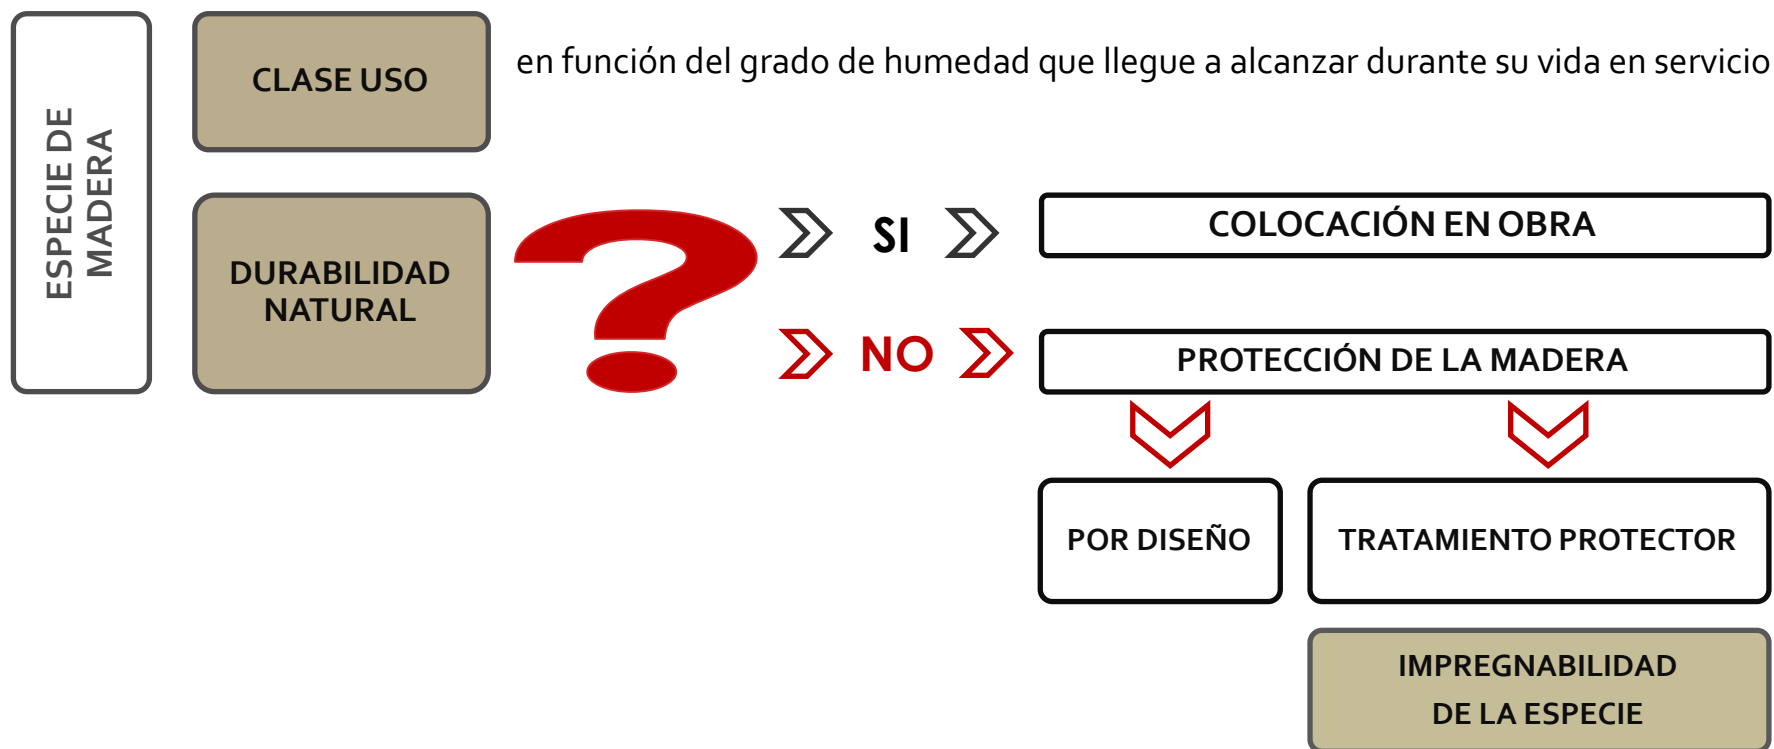 ESPECIE DE
MADERA
CLASE USO
en función del grado de humedad que llegue a alcanzar durante su vida en servicio
DURABILIDAD
NATURAL
?
SI
COLOCACIÓN EN OBRA
NO
PROTECCIÓN DE LA MADERA
POR DISEÑO
TRATAMIENTO PROTECTOR
IMPREGNABILIDAD
DE LA ESPECIE